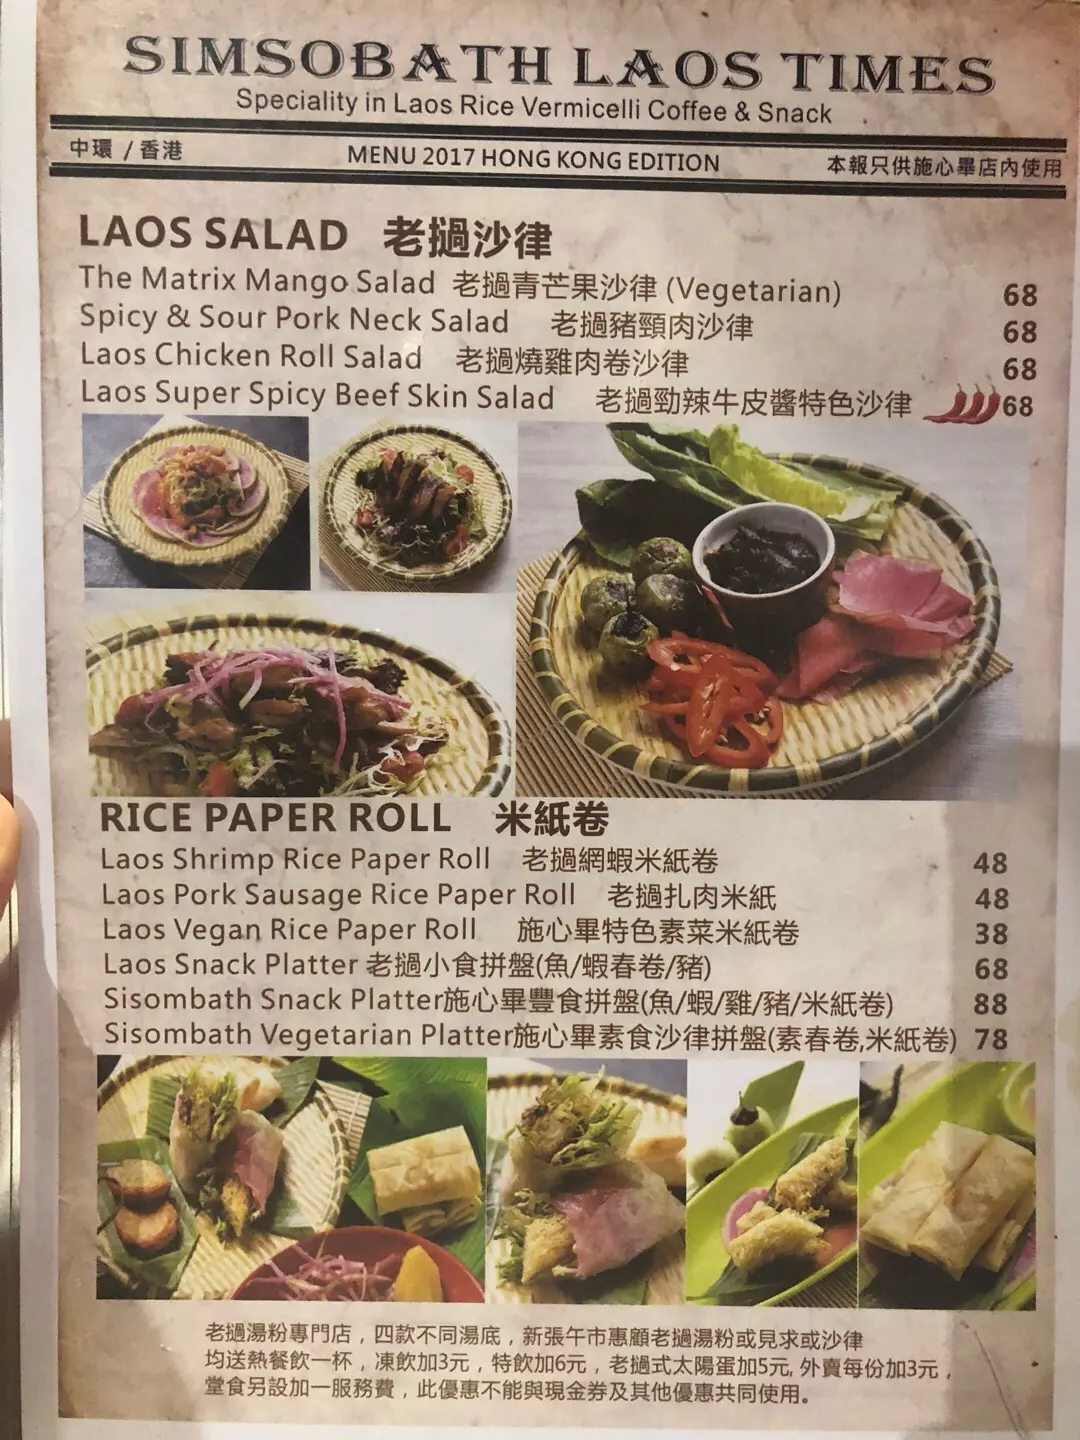 SIMSOBATH LAOS TIMES
Speciality in Laos Rice Vermicelli Coffee & Snack
中環 / 香港 MENU 2017 HONG KONG EDITION 本報只供施心畢店內使用
LAOS SALAD 老撾沙律
The Matrix Mango Salad 老撾青芒果沙律 (Vegetarian) 68
Spicy & Sour Pork Neck Salad 老撾豬頸肉沙律 68
Laos Chicken Roll Salad 老撾燒雞肉卷沙律 68
Laos Super Spicy Beef Skin Salad 老撾勁辣牛皮醬特色沙律 68
RICE PAPER ROLL 米紙卷
Laos Shrimp Rice Paper Roll 老撾網蝦米紙卷 48
Laos Pork Sausage Rice Paper Roll 老撾扎肉米紙 48
Laos Vegan Rice Paper Roll 施心畢特色素菜米紙卷 38
Laos Snack Platter 老撾小食拼盤(魚/蝦春卷/豬) 68
Sisombath Snack Platter施心畢豐食拼盤(魚/蝦/雞/豬/米紙卷) 88
Sisombath Vegetarian Platter施心畢素食沙律拼盤(素春卷,米紙卷) 78
老撾湯粉專門店，四款不同湯底，新張午市惠顧老撾湯粉或見求或沙律
均送熱餐飲一杯，凍飲加3元，特飲加6元，老撾式太陽蛋加5元, 外賣每份加3元，
堂食另設加一服務費，此優惠不能與現金券及其他優惠共同使用。